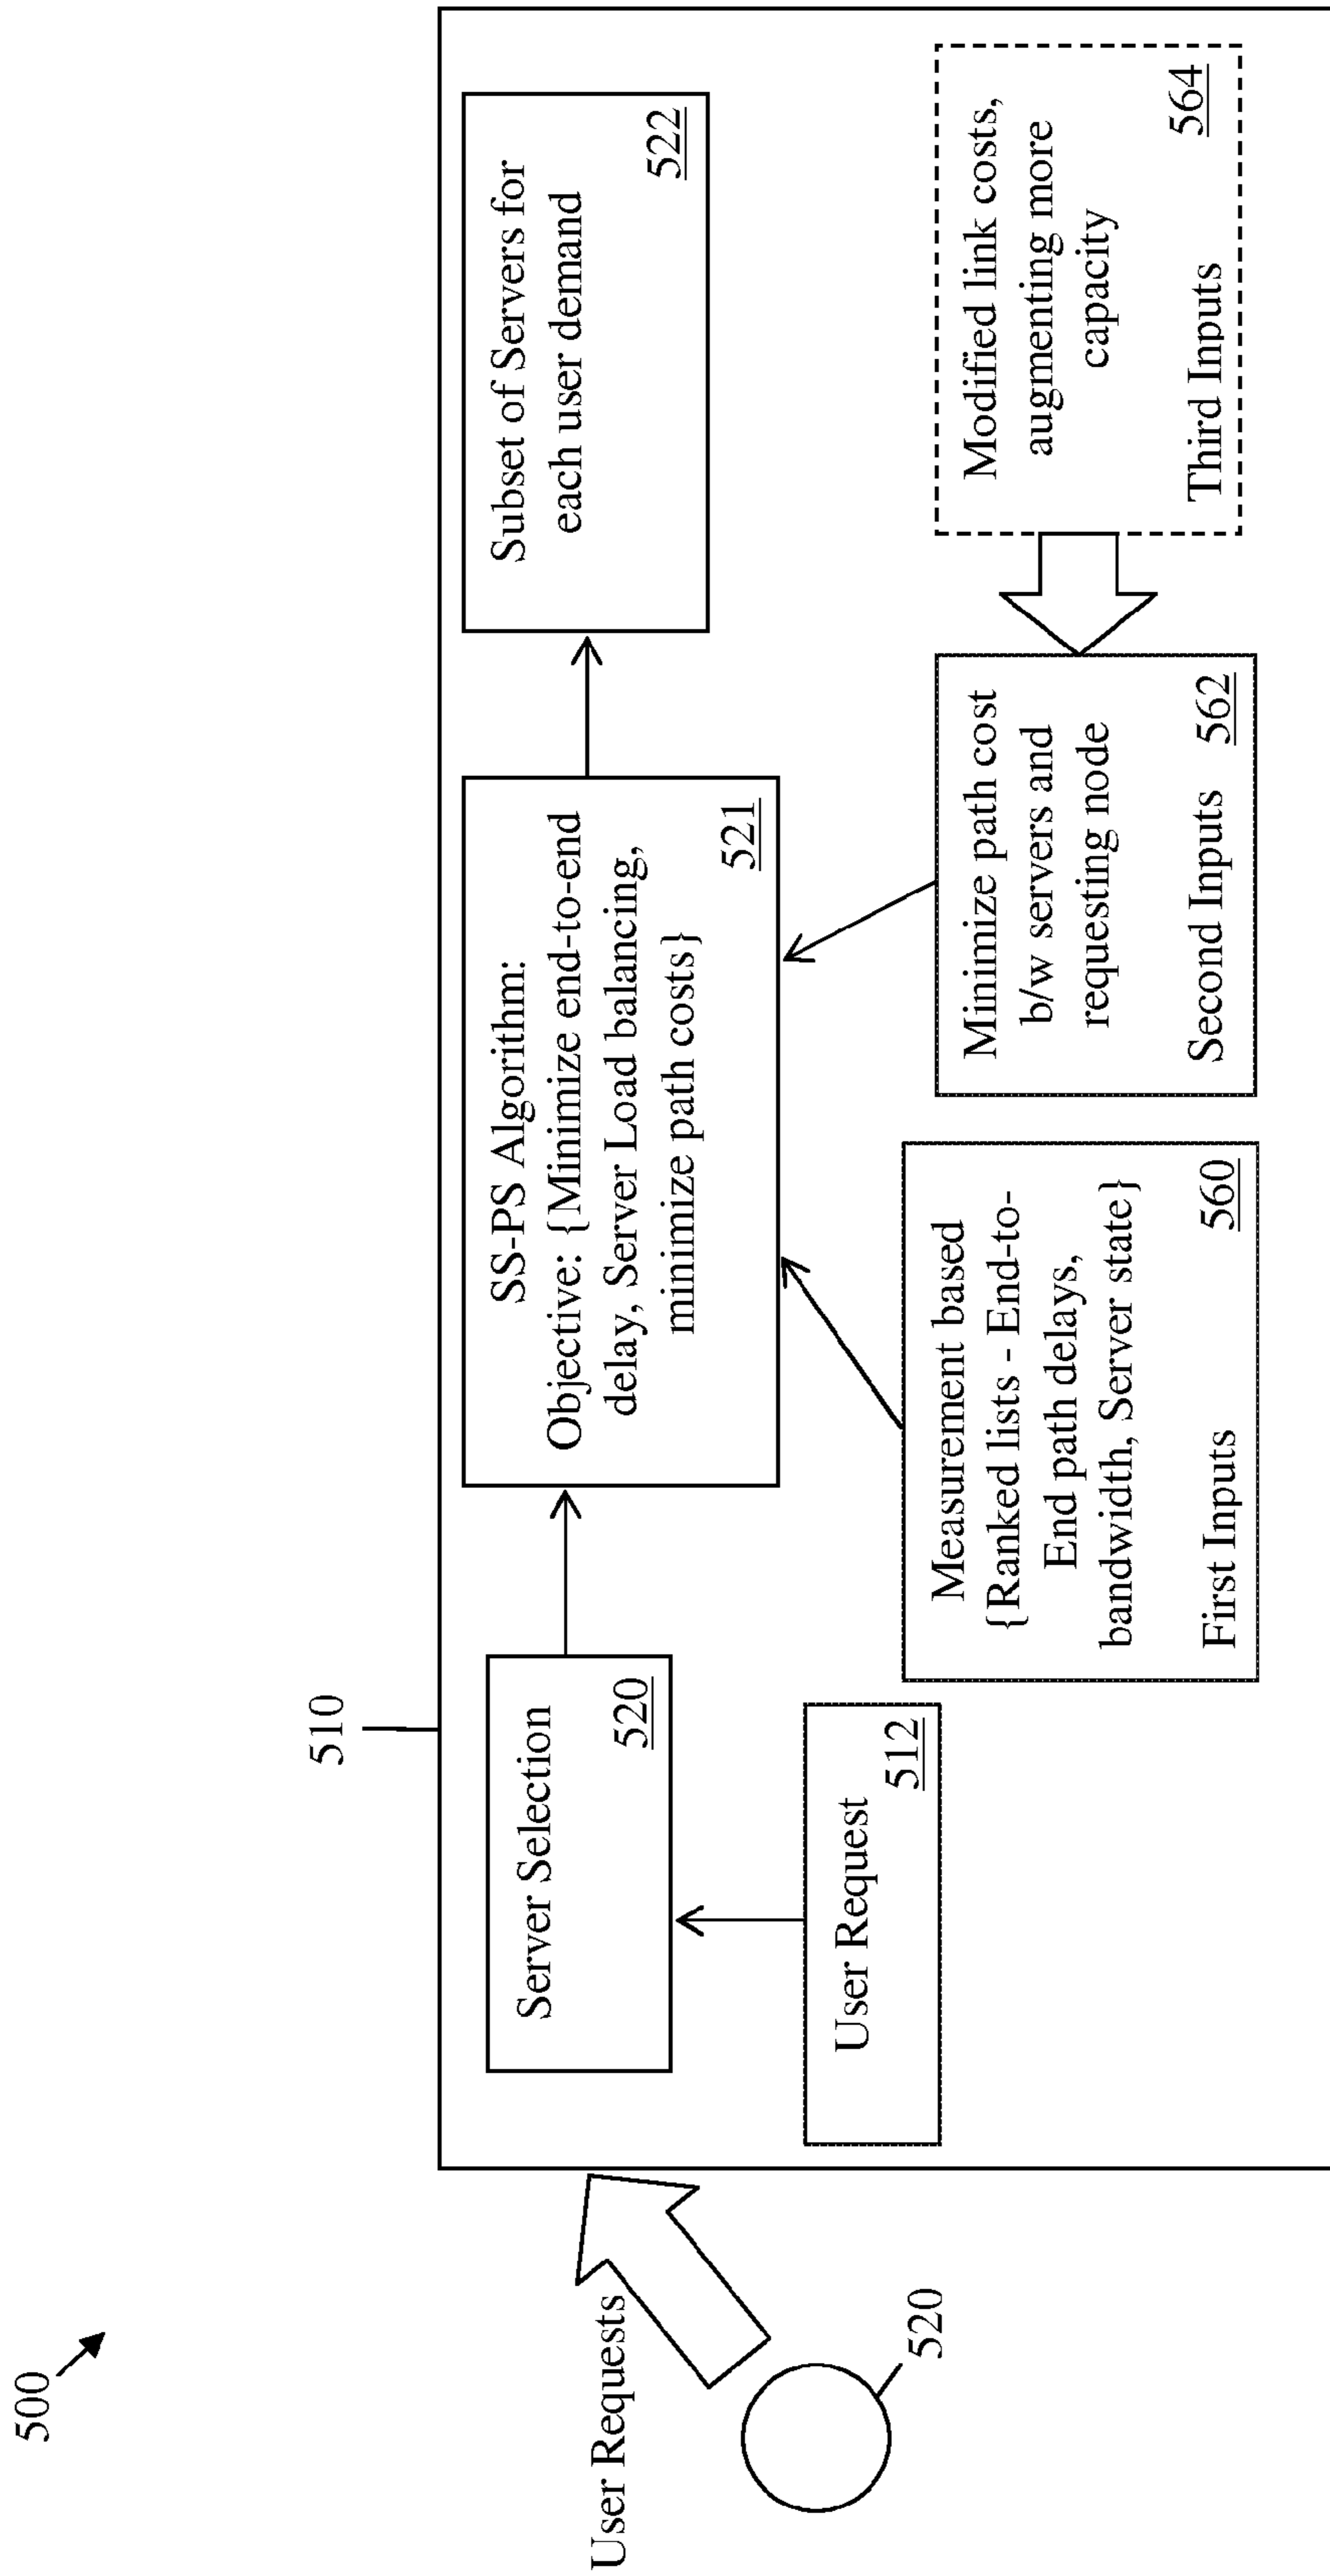 500
510
User Requests
520
Server Selection
520
User Request
512
SS-PS Algorithm:
Objective: {Minimize end-to-end
delay, Server Load balancing,
minimize path costs}
521
Subset of Servers for
each user demand
522
Measurement based
{Ranked lists - End-to-
End path delays,
bandwidth, Server state}
First Inputs
560
Minimize path cost
b/w servers and
requesting node
Second Inputs
562
Modified link costs,
augmenting more
capacity
Third Inputs
564